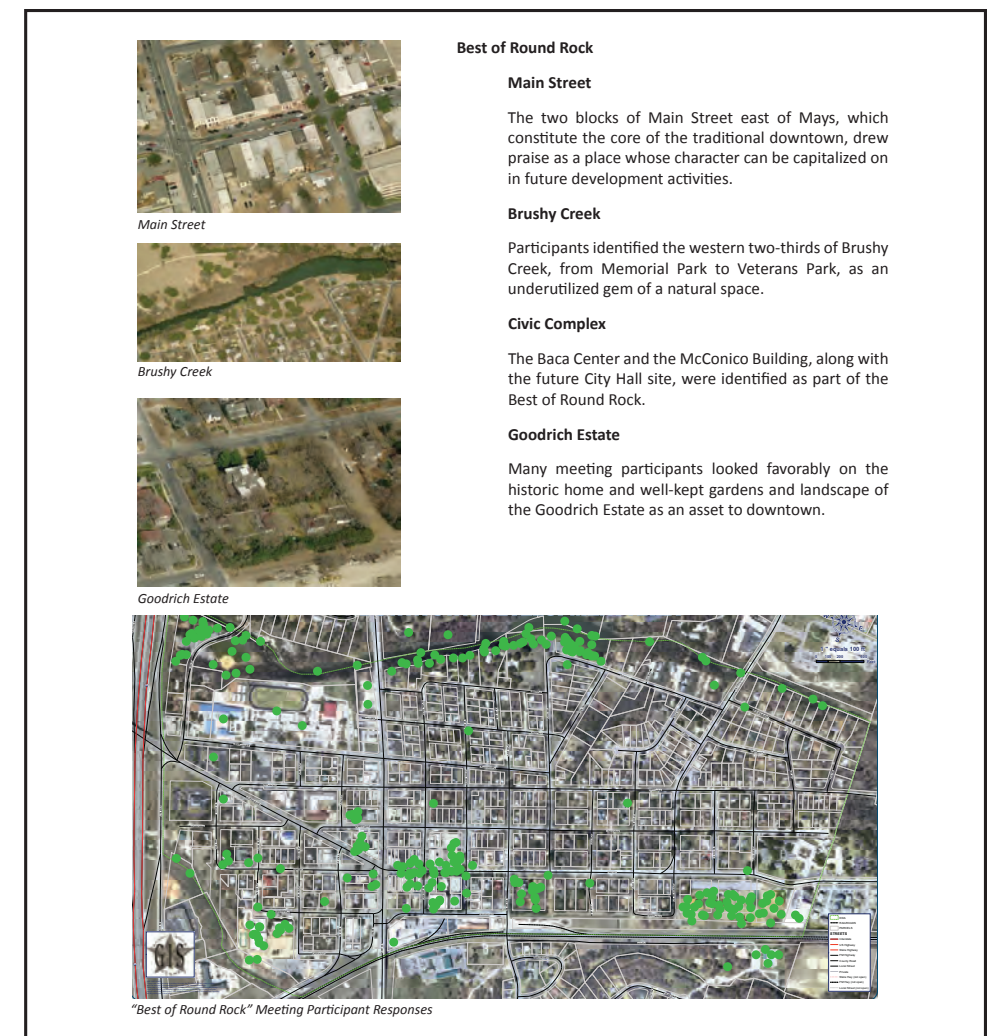 Best of Round Rock
Main Street
The two blocks of Main Street east of Mays, which
constitute the core of the traditional downtown, drew
praise as a place whose character can be capitalized on
in future development activities.
Main Street
Brushy Creek
Participants identified the western two-thirds of Brushy
Creek, from Memorial Park to Veterans Park, as an
underutilized gem of a natural space.
Brushy Creek
Civic Complex
The Baca Center and the McConico Building, along with
the future City Hall site, were identified as part of the
Best of Round Rock.
Goodrich Estate
Many meeting participants looked favorably on the
historic home and well-kept gardens and landscape of
the Goodrich Estate as an asset to downtown.
Goodrich Estate
equals 100 ft
GIS
STREETS
"Best of Round Rock" Meeting Participant Responses